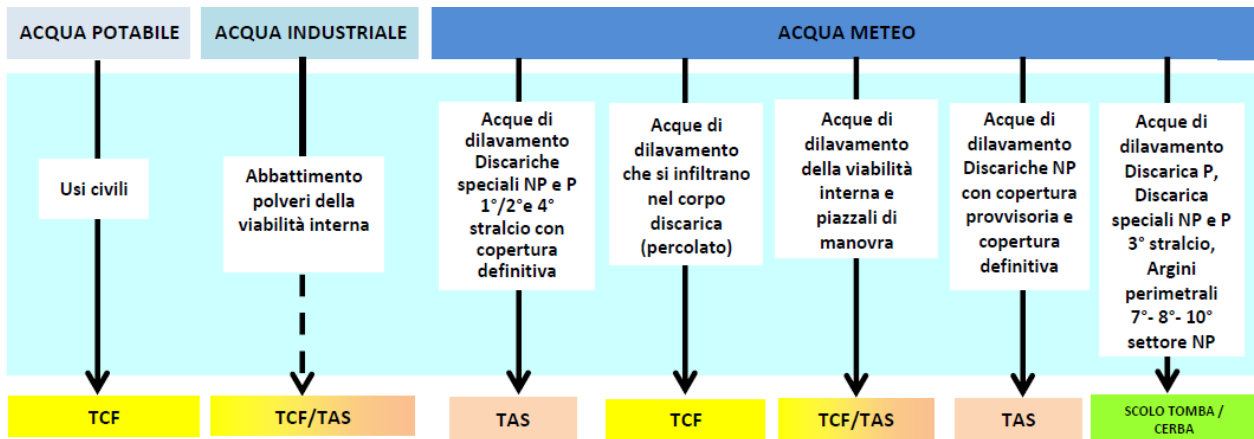 ACQUA POTABILE
ACQUA INDUSTRIALE
ACQUA METEO
Usi civili
Abbattimento
polveri della
viabilità interna
Acque di
dilavamento
Discariche
speciali NP e P
1°/2°e 4°
stralcio con
copertura
definitiva
Acque di
dilavamento
che si infiltrano
nel corpo
discarica
(percolato)
Acque di
dilavamento
della viabilità
interna e
piazzali di
manovra
Acque di
dilavamento
Discariche NP
con copertura
provvisoria e
copertura
definitiva
Acque di
dilavamento
Discarica P,
Discarica
speciali NP e P
3° stralcio,
Argini
perimetrali
7°- 8°- 10°
settore NP
TCF
TCF/TAS
TAS
TCF
TCF/TAS
TAS
SCOLO TOMBA /
CERBA